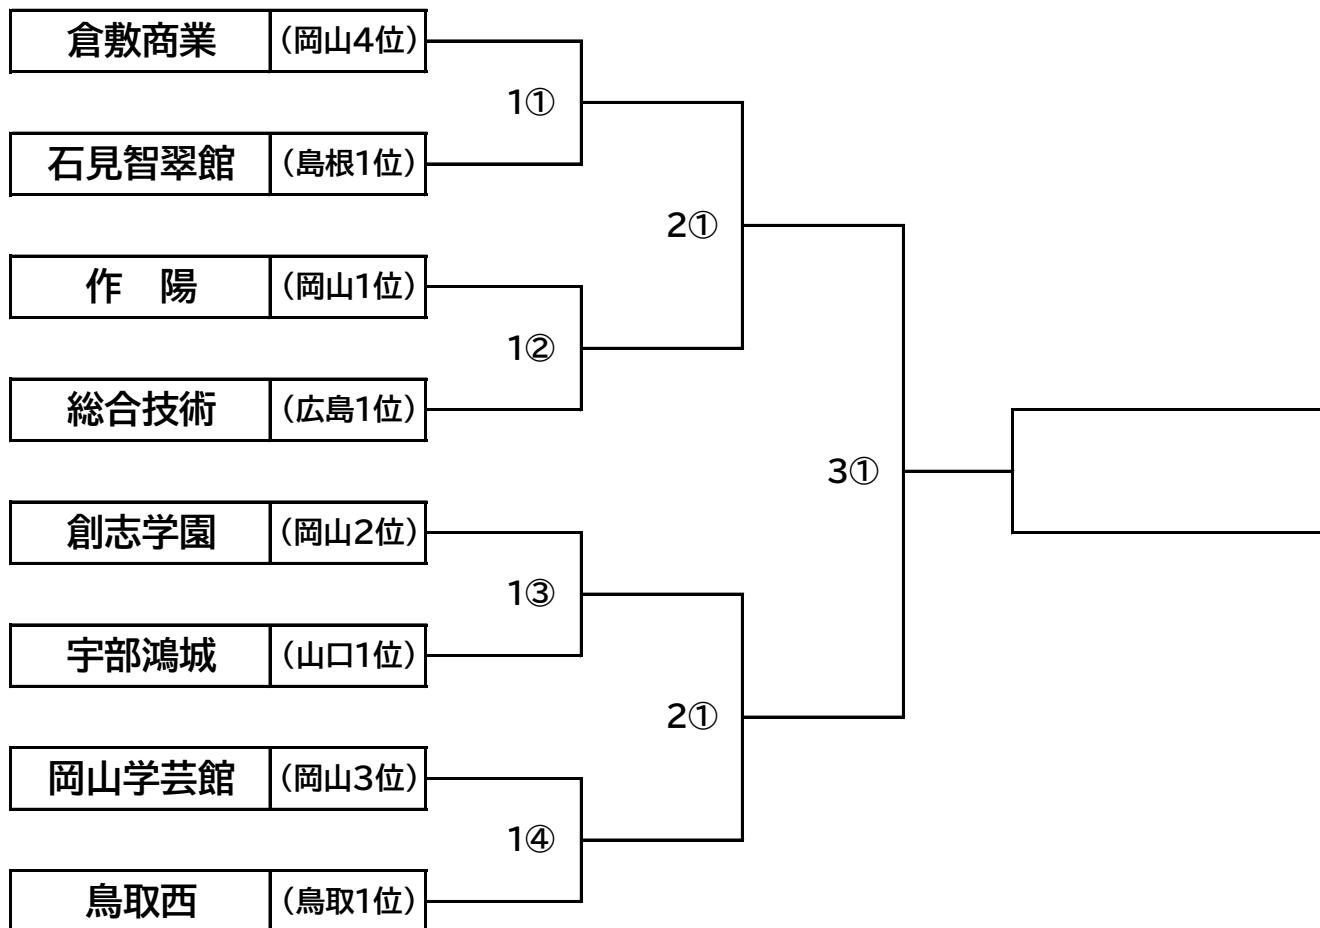 倉敷商業 (岡山4位)
1①
石見智翠館 (島根1位)
2①
作　陽 (岡山1位)
1②
総合技術 (広島1位)
3①
創志学園 (岡山2位)
1③
宇部鴻城 (山口1位)
2①
岡山学芸館 (岡山3位)
1④
鳥取西 (鳥取1位)